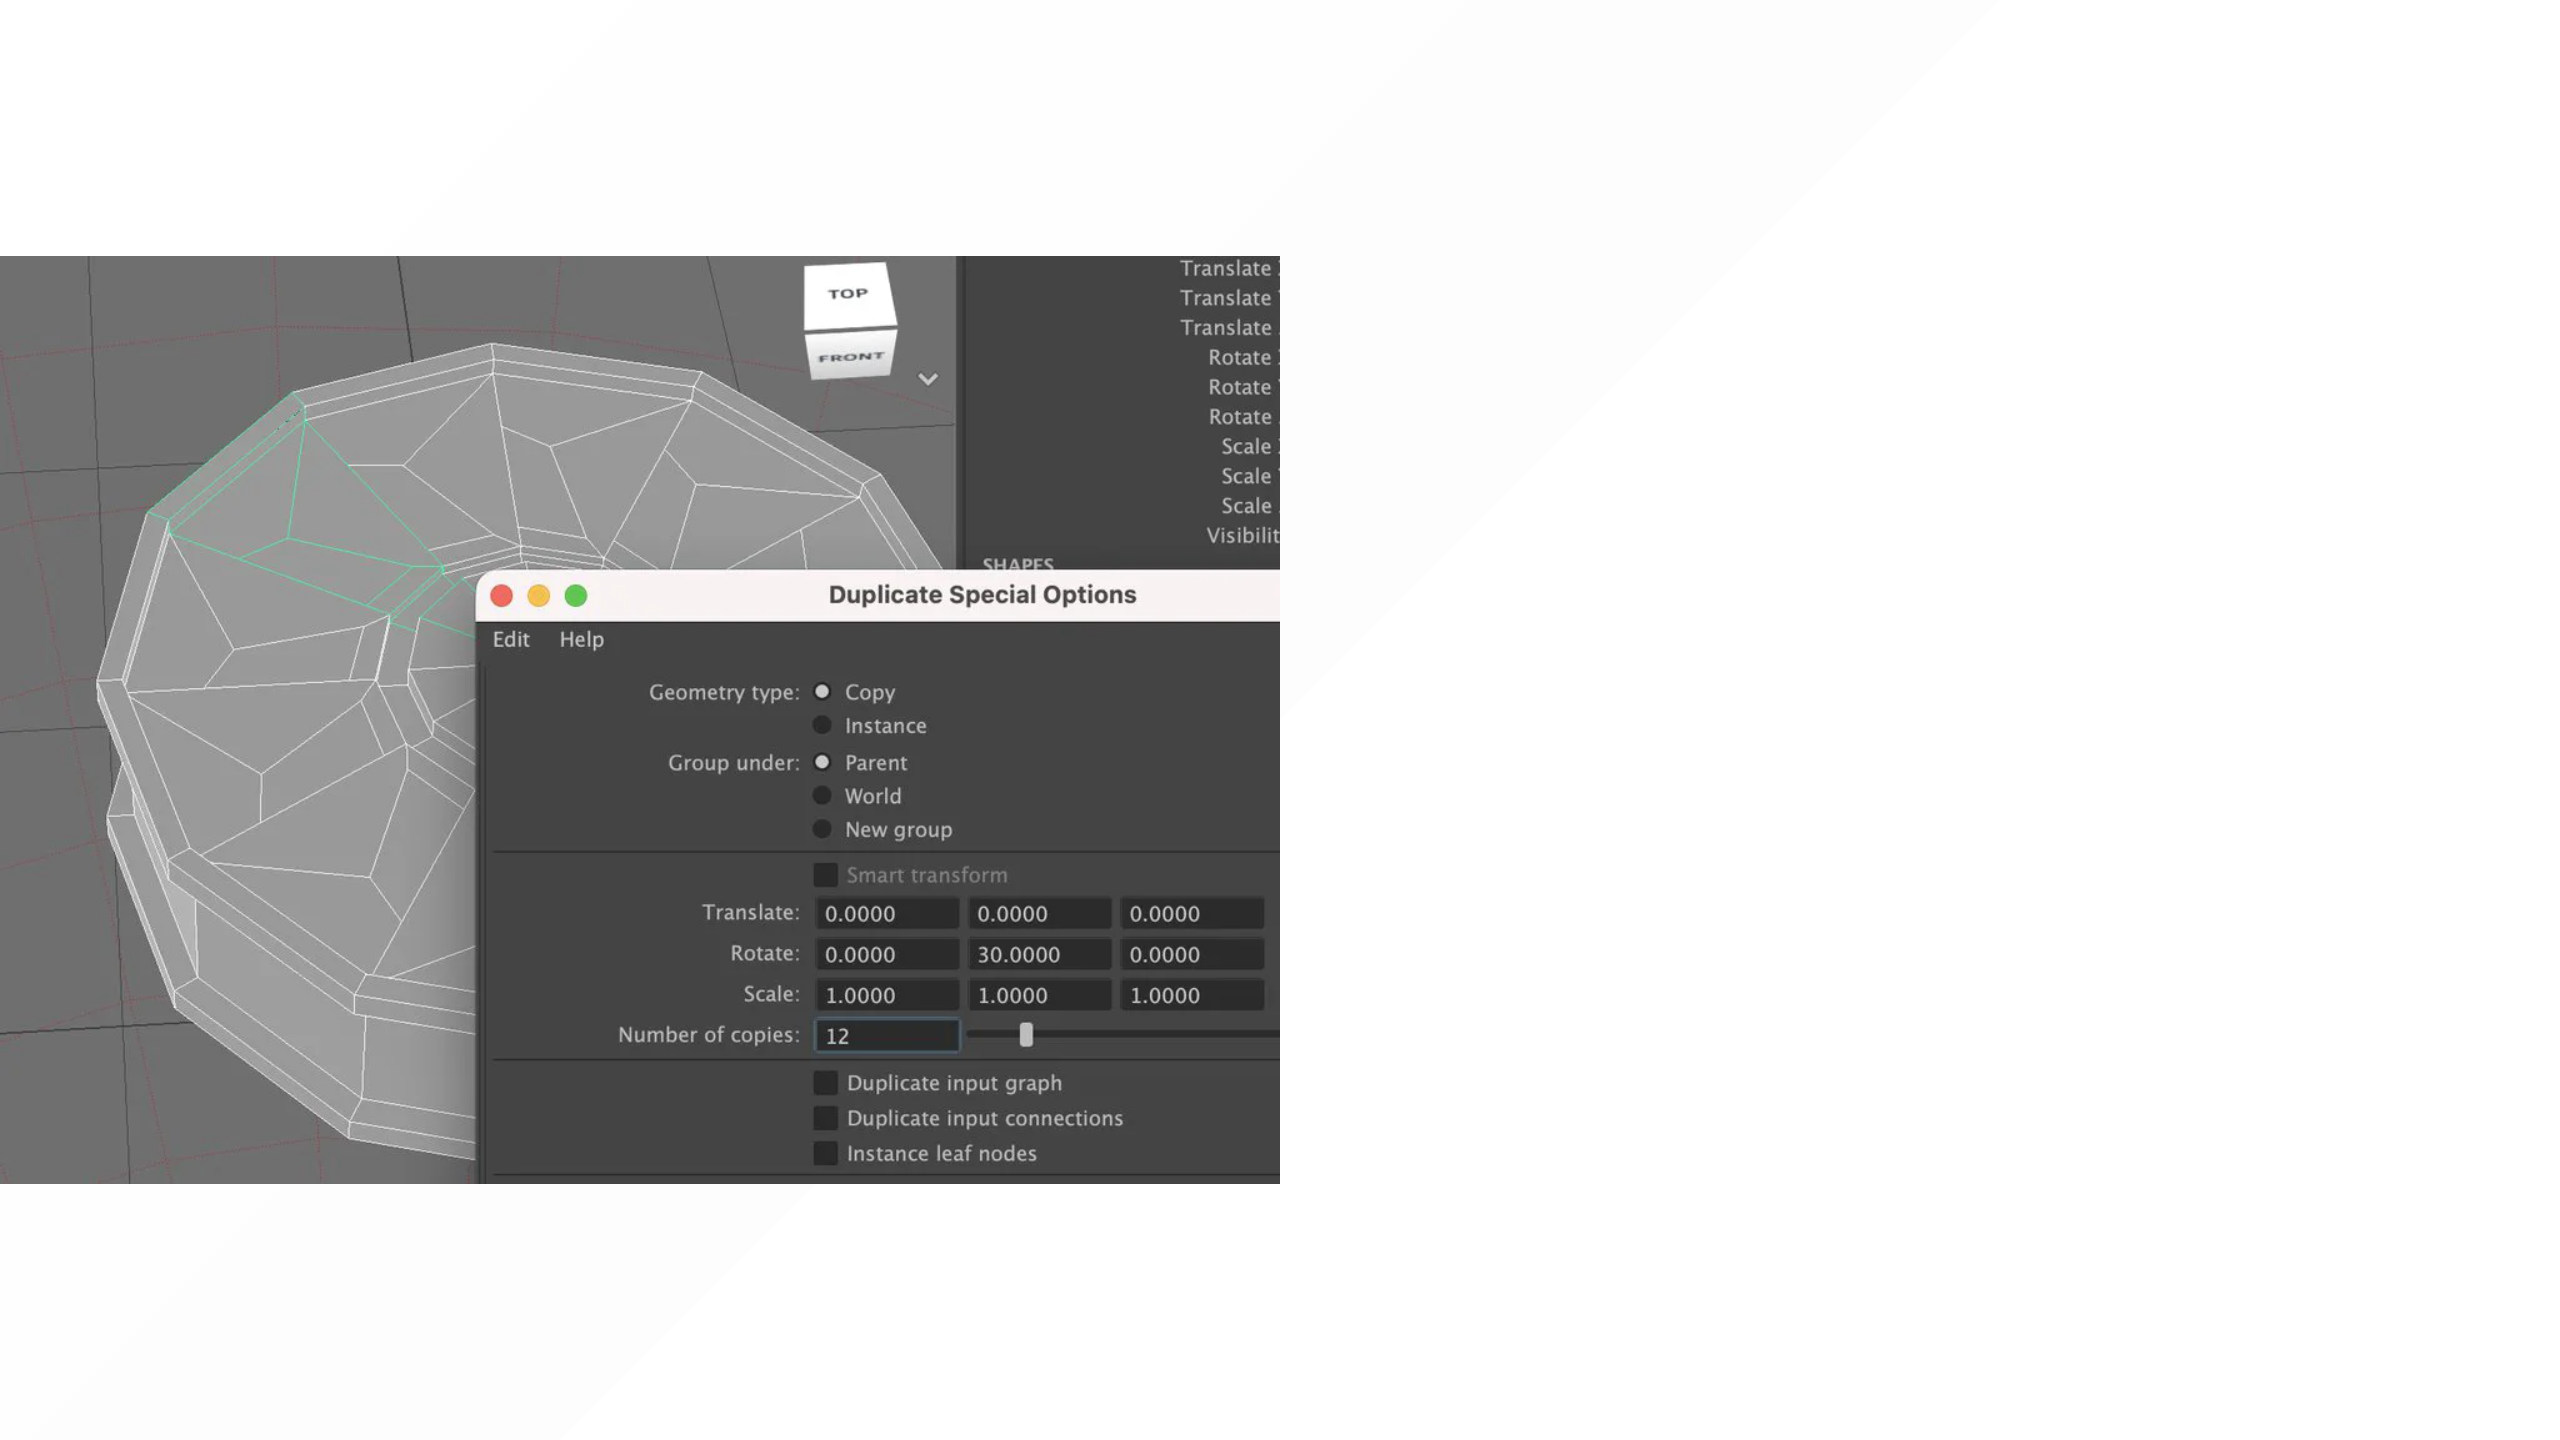 TOP
FRONT
Translate
Translate
Translate
Rotate
Rotate
Rotate
Scale
Scale
Scale
SHAPES
Duplicate Special Options
Edit Help
Geometry type: Copy
Instance
Group under: Parent
World
New group
Smart transform
Translate: 0.0000 0.0000 0.0000
Rotate: 0.0000 30.0000 0.0000
Scale: 1.0000 1.0000 1.0000
Number of copies: 12
Duplicate input graph
Duplicate input connections
Instance leaf nodes